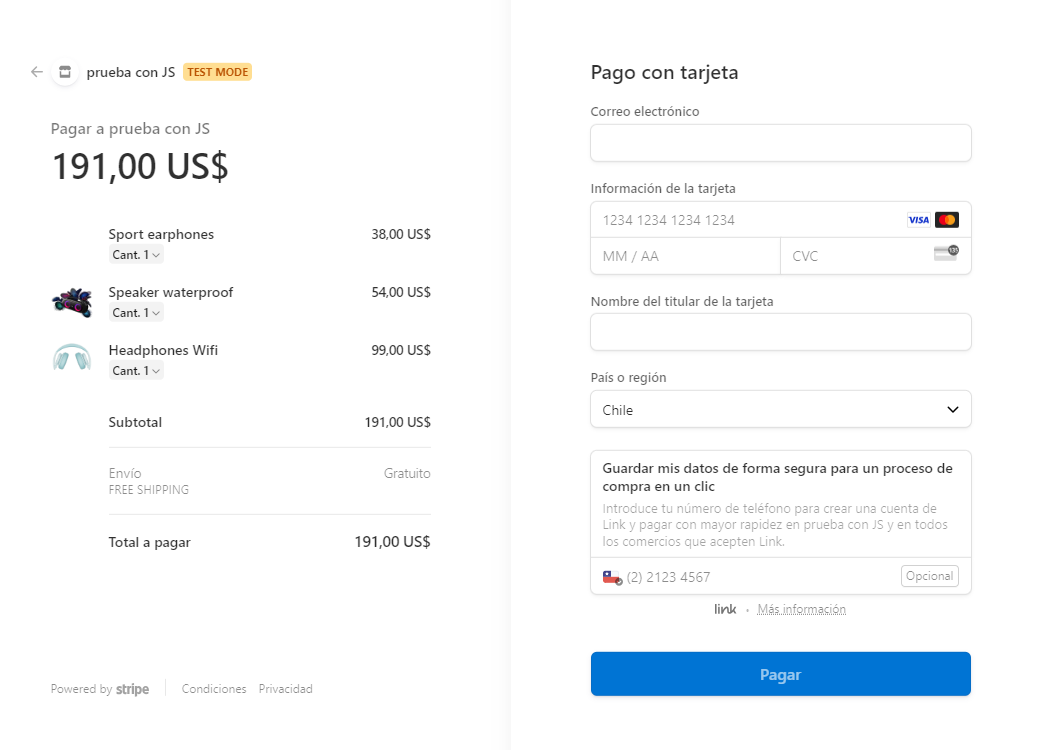 prueba con JS TEST MODE
Pagar a prueba con JS
191,00 US$
Sport earphones 38,00 US$
Cant. 1
Speaker waterproof 54,00 US$
Cant. 1
Headphones Wifi 99,00 US$
Cant. 1
Subtotal 191,00 US$
Envío Gratuito
FREE SHIPPING
Total a pagar 191,00 US$
Powered by stripe Condiciones Privacidad
Pago con tarjeta
Correo electrónico
Información de la tarjeta
1234 1234 1234 1234 VISA
MM / AA CVC 135
Nombre del titular de la tarjeta
País o región
Chile
Guardar mis datos de forma segura para un proceso de
compra en un clic
Introduce tu número de teléfono para crear una cuenta de
Link y pagar con mayor rapidez en prueba con JS y en todos
los comercios que acepten Link.
(2) 2123 4567 Opcional
link • Más información
Pagar